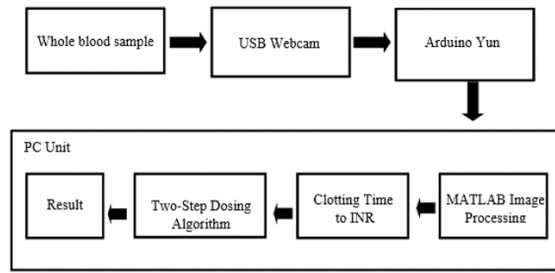 Whole blood sample
USB Webcam
Arduino Yun
PC Unit
Result
Two-Step Dosing
Algorithm
Clotting Time
to INR
MATLAB Image
Processing